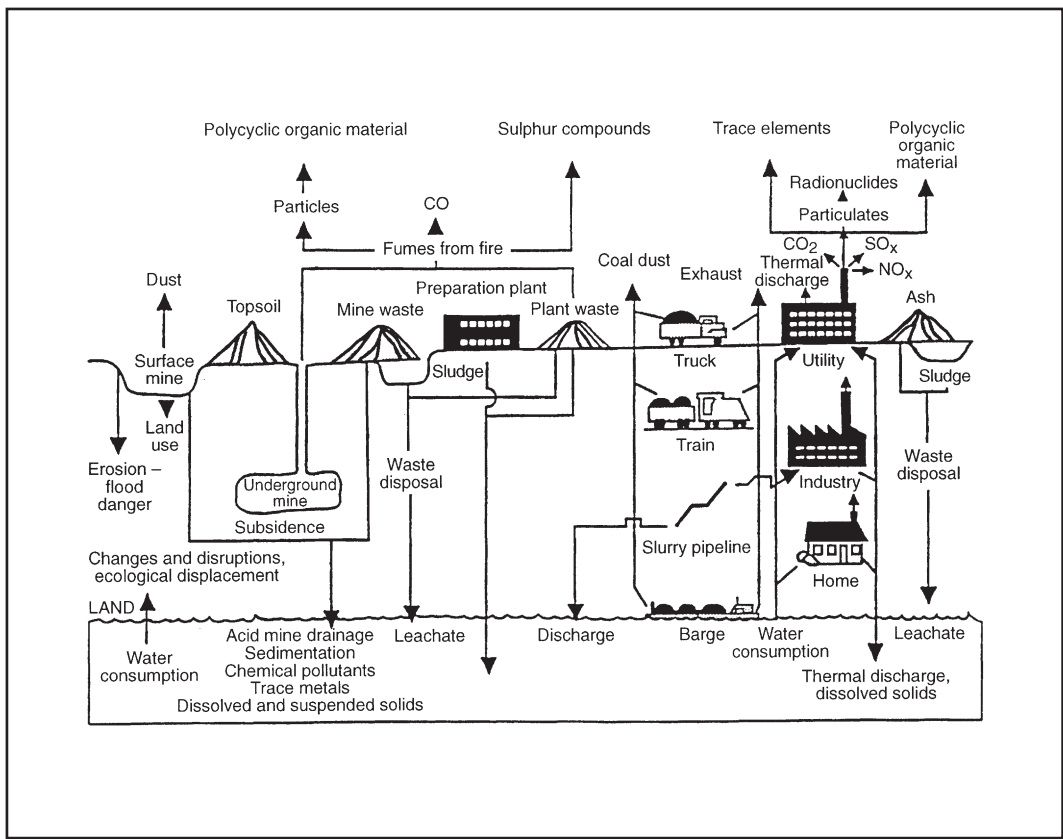 Polycyclic organic material
Sulphur compounds
Trace elements
Polycyclic
organic
material
Radionuclides
Particles
CO
Particulates
Fumes from fire
CO2
SOx
NOx
Coal dust
Exhaust
Thermal
discharge
Dust
Topsoil
Mine waste
Preparation plant
Plant waste
Ash
Surface
mine
Sludge
Truck
Utility
Sludge
Land
use
Train
Erosion –
flood
danger
Underground
mine
Waste
disposal
Waste
disposal
Industry
Subsidence
Slurry pipeline
Changes and disruptions,
ecological displacement
Home
LAND
Water
consumption
Acid mine drainage
Sedimentation
Chemical pollutants
Trace metals
Dissolved and suspended solids
Leachate
Discharge
Barge
Water
consumption
Leachate
Thermal discharge,
dissolved solids